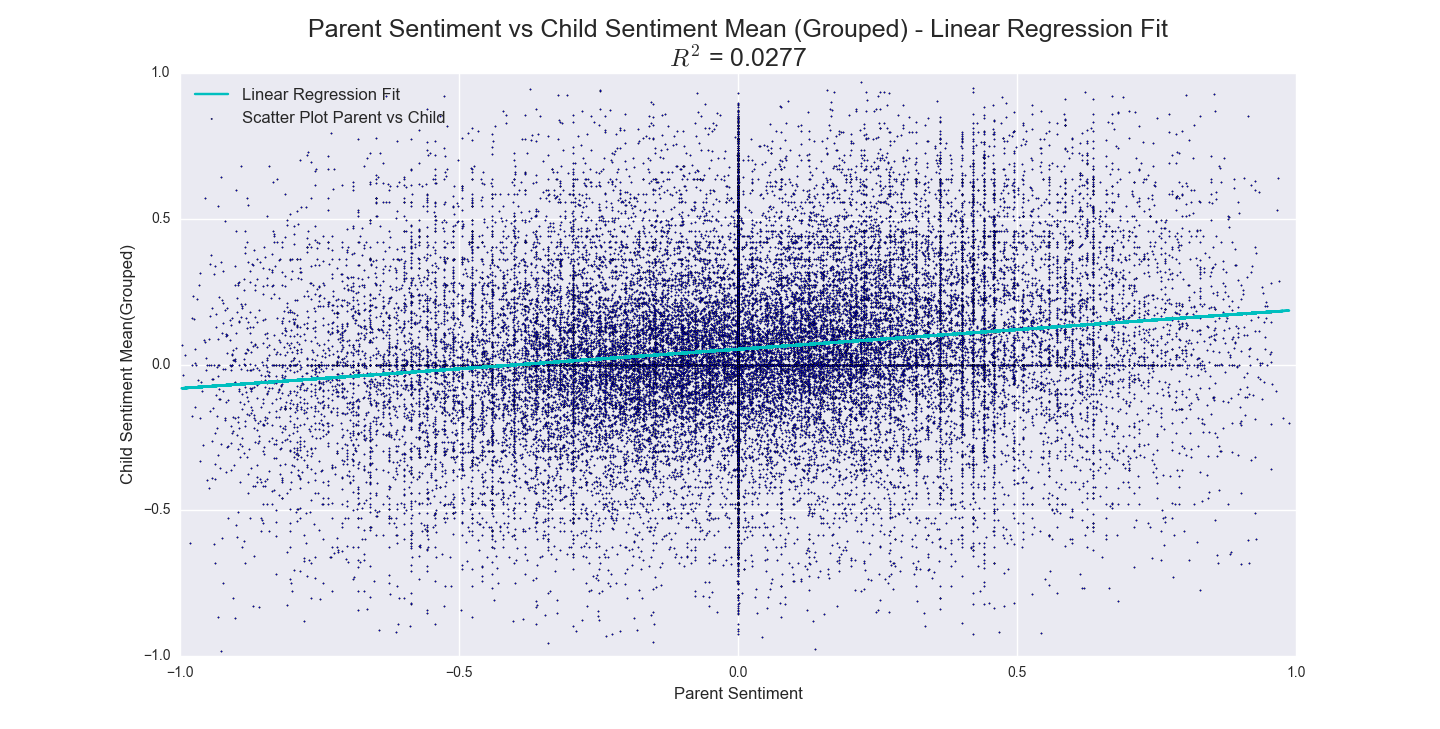 Parent Sentiment vs Child Sentiment Mean (Grouped) - Linear Regression Fit
R² = 0.0277
Linear Regression Fit
Scatter Plot Parent vs Child
1.0
0.5
0.0
−0.5
−1.0
Child Sentiment Mean(Grouped)
−1.0
−0.5
0.0
0.5
1.0
Parent Sentiment